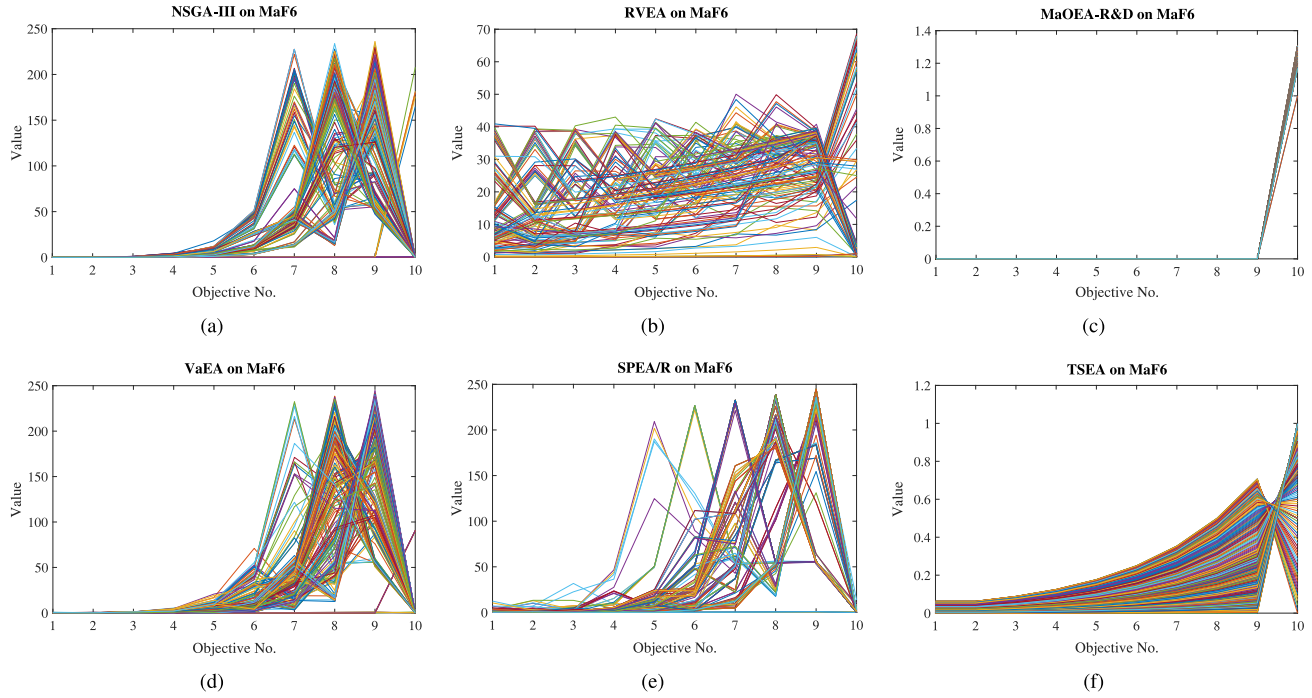 NSGA-III on MaF6
250
200
150
100
50
0
Value
1 2 3 4 5 6 7 8 9 10
Objective No.
(a)
RVEA on MaF6
70
60
50
40
30
20
10
0
Value
1 2 3 4 5 6 7 8 9 10
Objective No.
(b)
MaOEA-R&D on MaF6
1.4
1.2
1
0.8
0.6
0.4
0.2
0
Value
1 2 3 4 5 6 7 8 9 10
Objective No.
(c)
VaEA on MaF6
250
200
150
100
50
0
Value
1 2 3 4 5 6 7 8 9 10
Objective No.
(d)
SPEA/R on MaF6
250
200
150
100
50
0
Value
1 2 3 4 5 6 7 8 9 10
Objective No.
(e)
TSEA on MaF6
1.2
1
0.8
0.6
0.4
0.2
0
Value
1 2 3 4 5 6 7 8 9 10
Objective No.
(f)